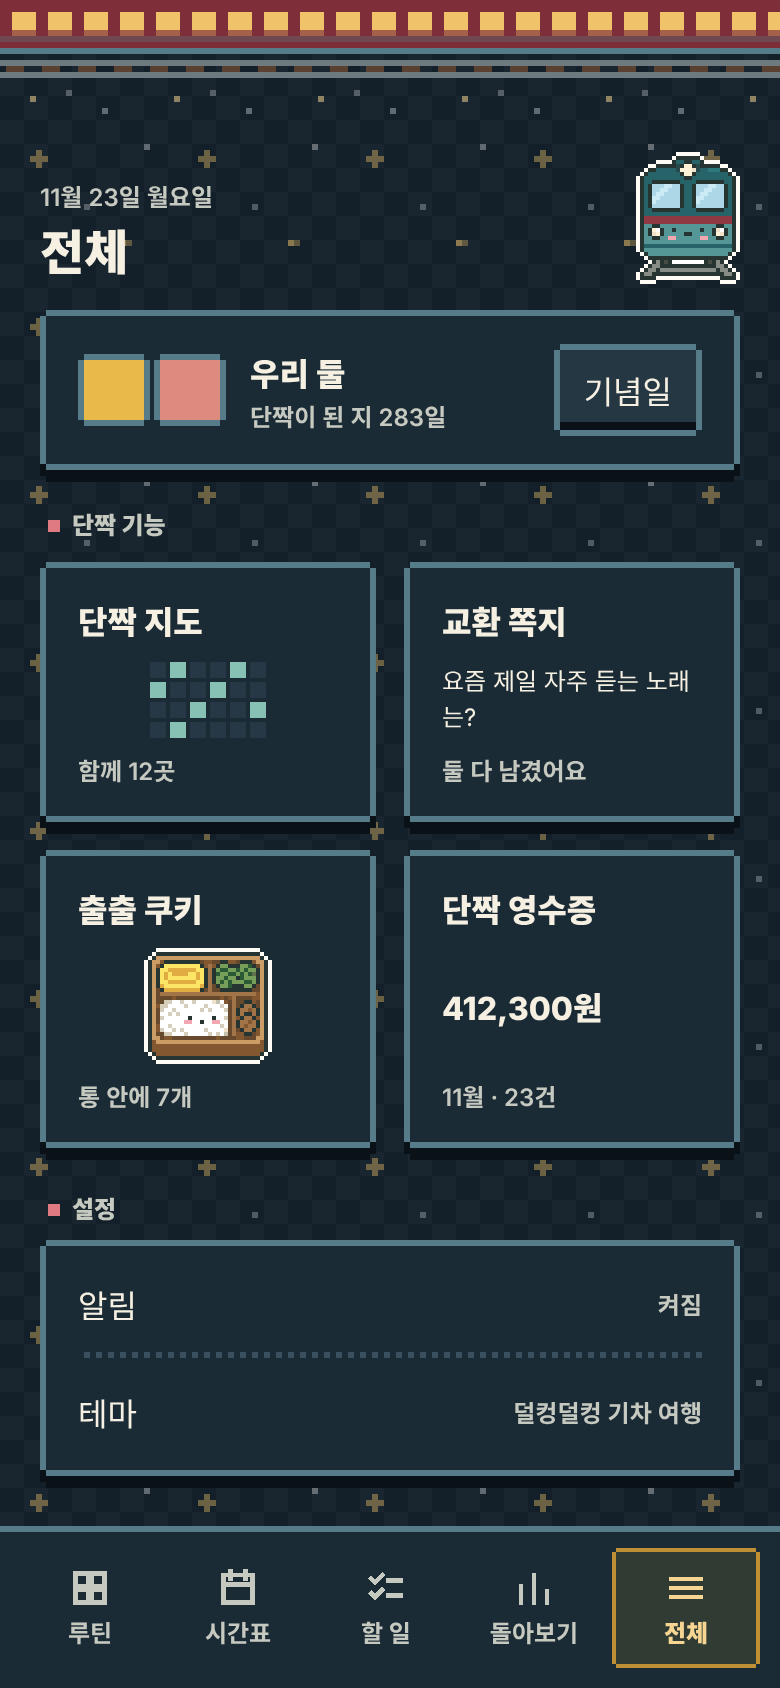 11월 23일 월요일
전체
우리 둘
단짝이 된 지 283일
기념일
단짝 기능
단짝 지도
함께 12곳
교환 쪽지
요즘 제일 자주 듣는 노래
는?
둘 다 남겼어요
출출 쿠키
통 안에 7개
단짝 영수증
412,300원
11월 · 23건
설정
알림
켜짐
테마
덜컹덜컹 기차 여행
루틴
시간표
할 일
돌아보기
전체